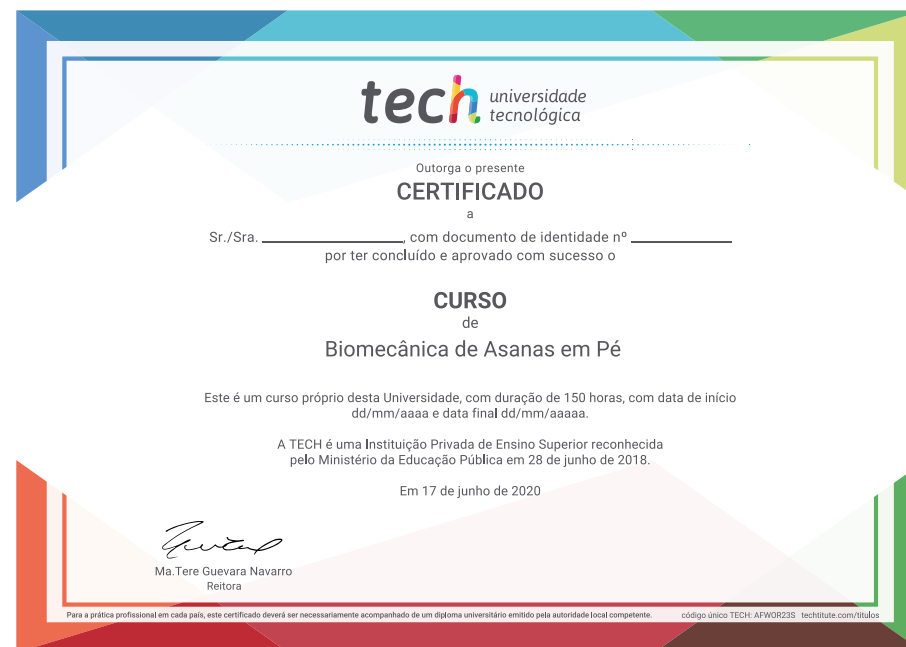 tech universidade
tecnológica
Outorga o presente
CERTIFICADO
a
Sr./Sra. ____________, com documento de identidade nº ____________
por ter concluído e aprovado com sucesso o
CURSO
de
Biomecânica de Asanas em Pé
Este é um curso próprio desta Universidade, com duração de 150 horas, com data de início
dd/mm/aaaa e data final dd/mm/aaaaa.
A TECH é uma Instituição Privada de Ensino Superior reconhecida
pelo Ministério da Educação Pública em 28 de junho de 2018.
Em 17 de junho de 2020
Ma.Tere Guevara Navarro
Reitora
Para a prática profissional em cada país, este certificado deverá ser necessariamente acompanhado de um diploma universitário emitido pela autoridade local competente. código único TECH: AFWOR23S techtitute.com/titulos